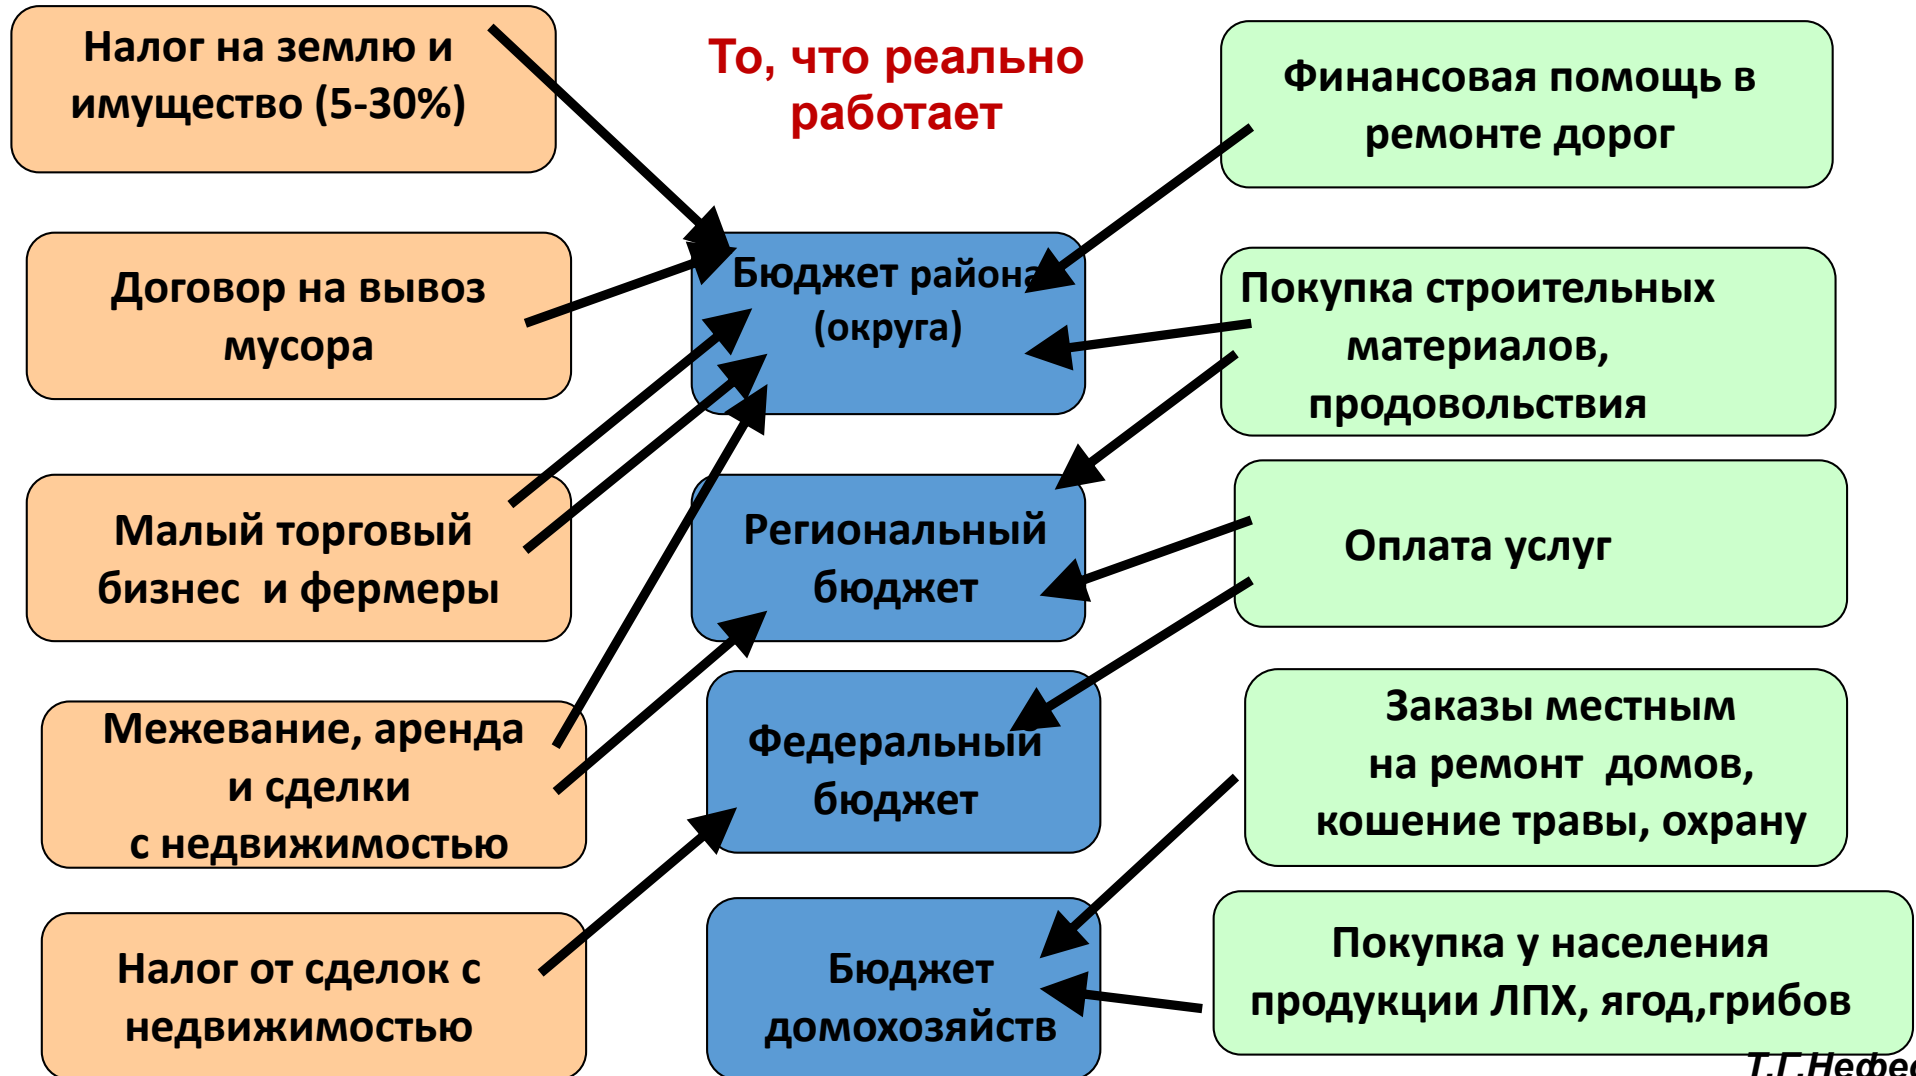 Налог на землю и
имущество (5-30%)
Договор на вывоз
мусора
Малый торговый
бизнес и фермеры
Межевание, аренда
и сделки
с недвижимостью
Налог от сделок с
недвижимостью
То, что реально
работает
Бюджет района
(округа)
Региональный
бюджет
Федеральный
бюджет
Бюджет
домохозяйств
Финансовая помощь в
ремонте дорог
Покупка строительных
материалов,
продовольствия
Оплата услуг
Заказы местным
на ремонт домов,
кошение травы, охрану
Покупка у населения
продукции ЛПХ, ягод,грибов
Т.Г.Нефе